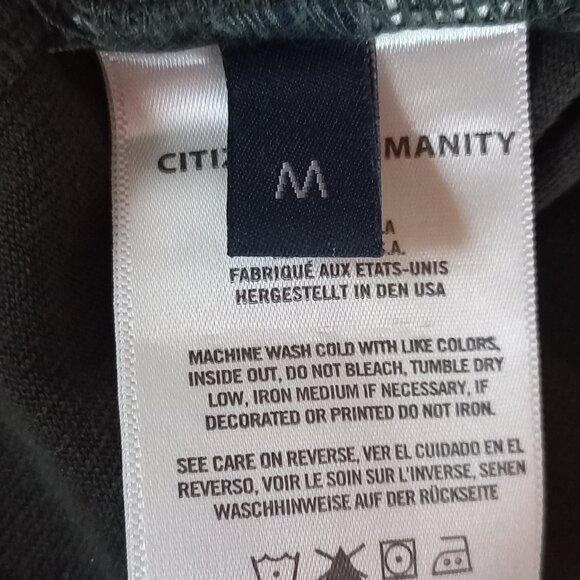 M
MANITY
FABRIQUÉ AUX ETATS-UNIS
HERGESTELLT IN DEN USA
MACHINE WASH COLD WITH LIKE COLORS,
INSIDE OUT, DO NOT BLEACH, TUMBLE DRY
LOW, IRON MEDIUM IF NECESSARY, IF
DECORATED OR PRINTED DO NOT IRON.
SEE CARE ON REVERSE, VER EL CUIDADO EN EL
REVERSO, VOIR LE SOIN SUR L'INVERSE, SEHEN
WASCHHINWEISE AUF DER RÜCKSEITE